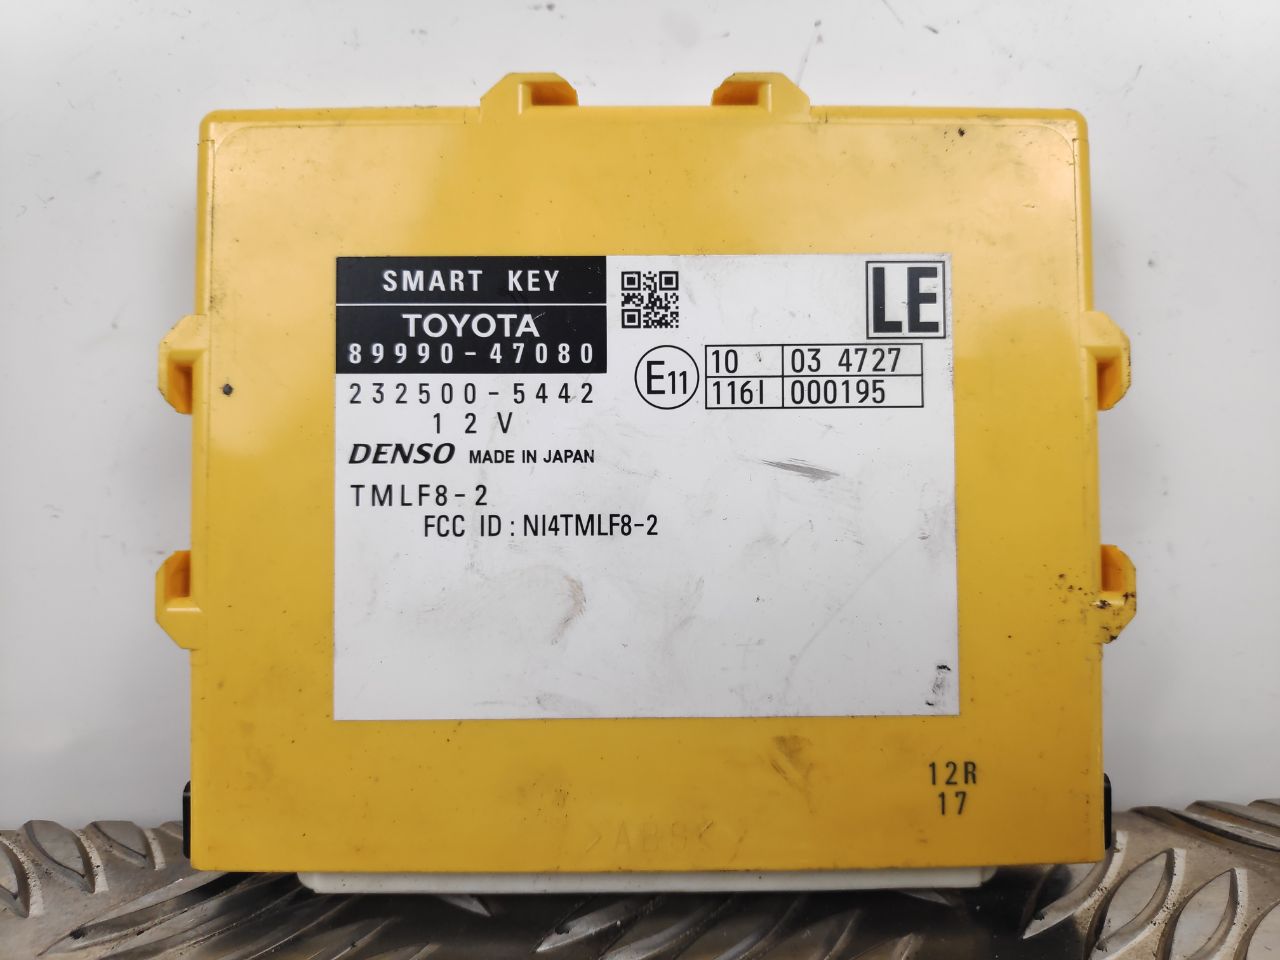 SMART KEY
TOYOTA
89990-47080
232500-5442
12V
DENSO MADE IN JAPAN
TMLF8-2
FCC ID : NI4TMLF8-2
LE
E11
10 03 4727
116I 000195
12R
17